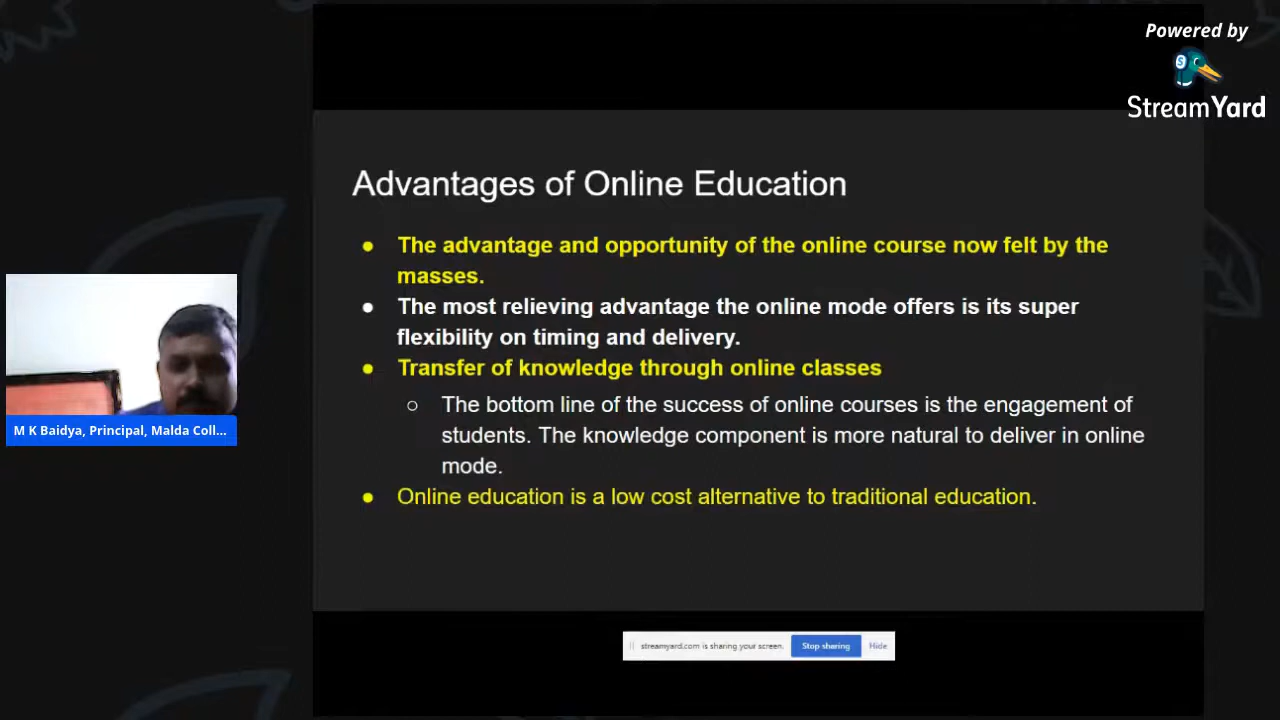 Powered by
StreamYard
Advantages of Online Education
The advantage and opportunity of the online course now felt by the
masses.
The most relieving advantage the online mode offers is its super
flexibility on timing and delivery.
Transfer of knowledge through online classes
The bottom line of the success of online courses is the engagement of
students. The knowledge component is more natural to deliver in online
mode.
Online education is a low cost alternative to traditional education.
M K Baidya, Principal, Malda Coll...
streamyard.com is sharing your screen. Stop sharing Hide